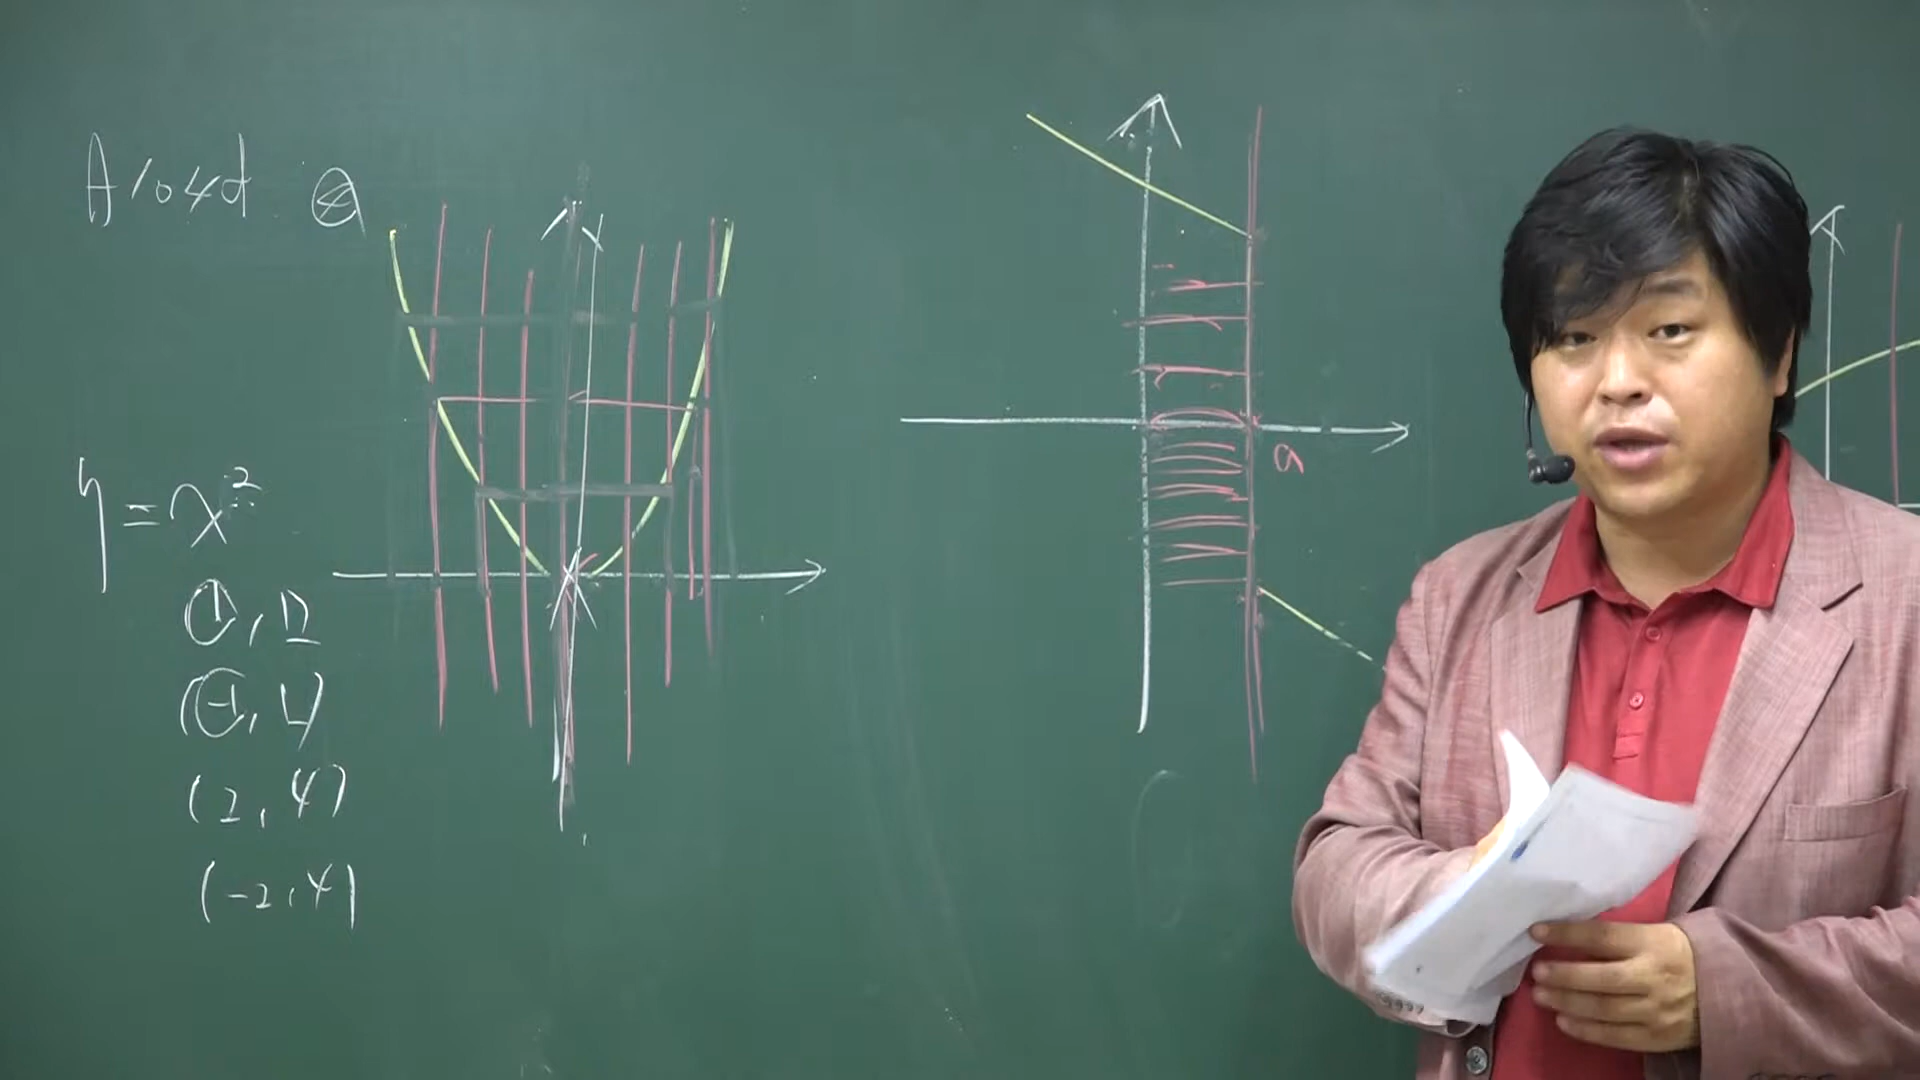 y = x²
(1, 1)
(-1, 1)
(2, 4)
(-2, 4)
a